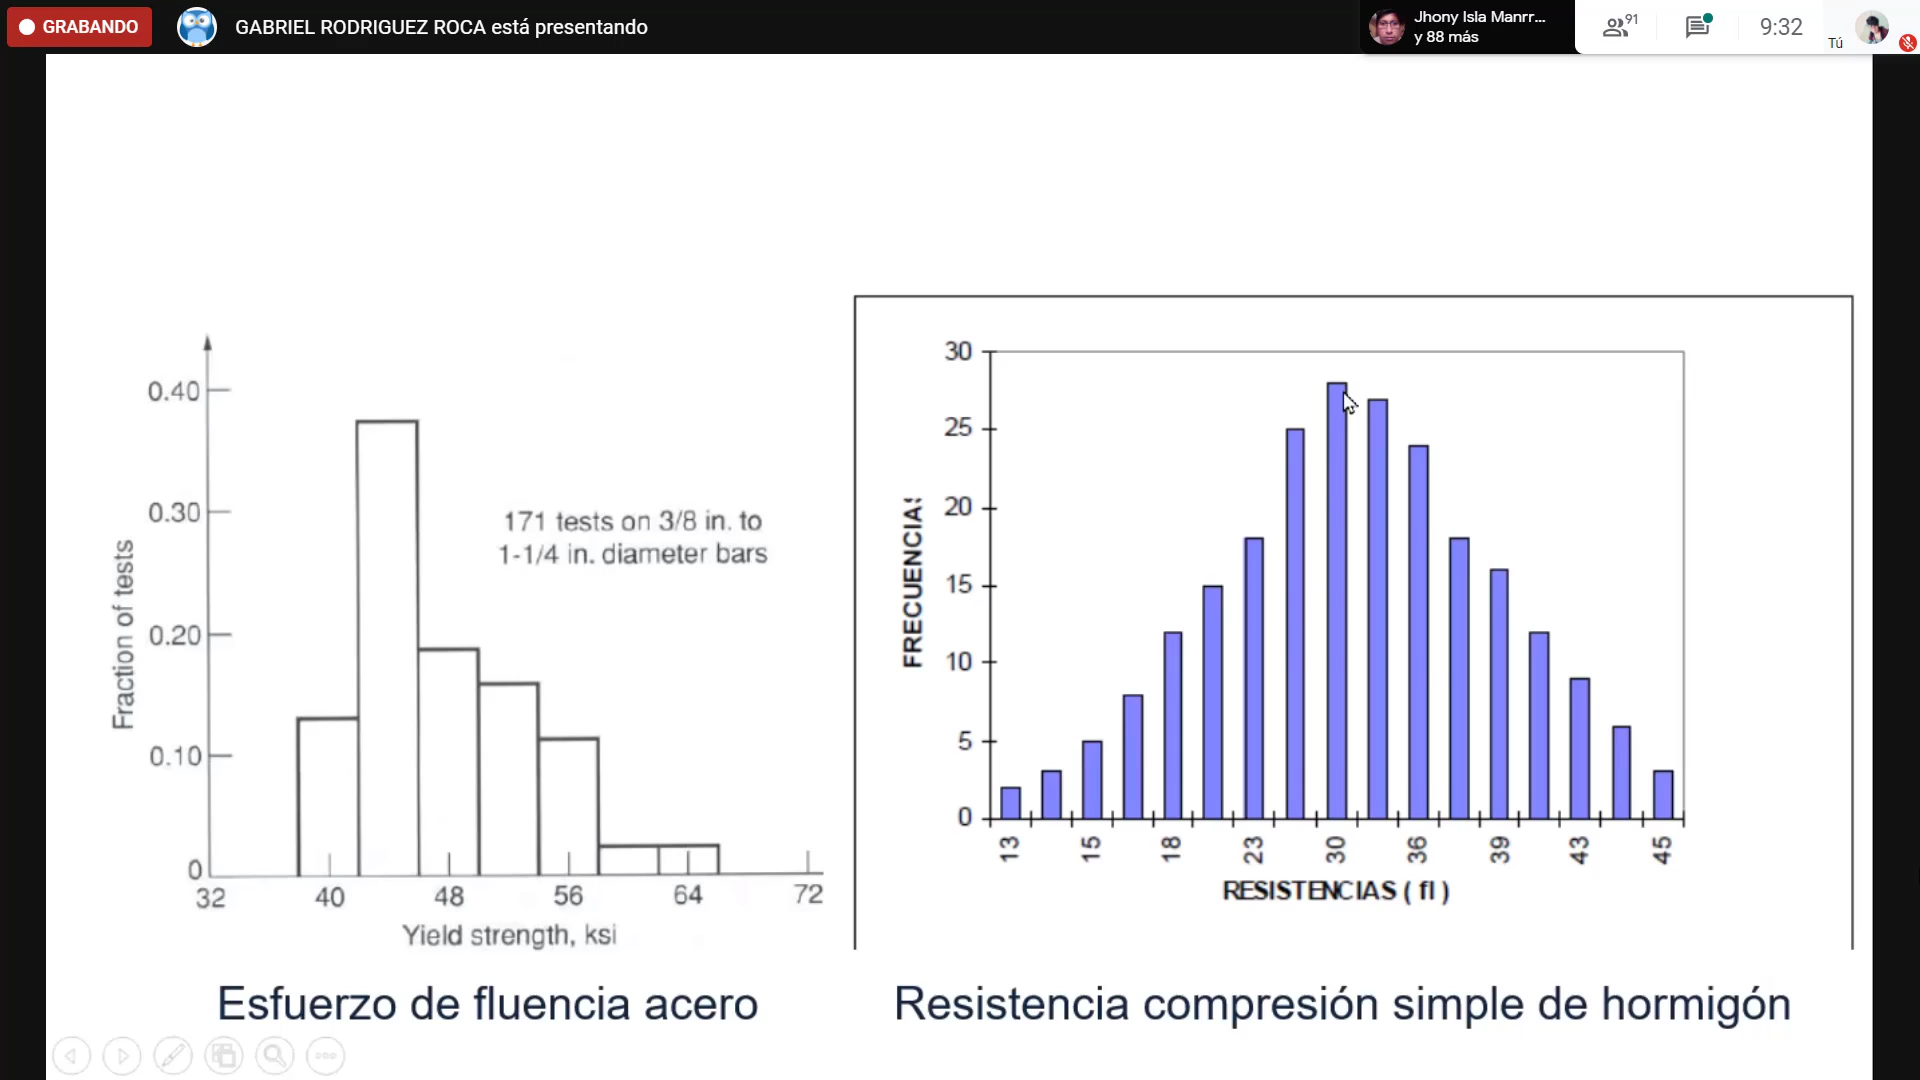 GRABANDO
GABRIEL RODRIGUEZ ROCA está presentando
Jhony Isla Manrr...
y 88 más
91
9:32
Tú
0.40
0.30
0.20
0.10
0
Fraction of tests
171 tests on 3/8 in. to
1-1/4 in. diameter bars
32 40 48 56 64 72
Yield strength, ksi
Esfuerzo de fluencia acero
30
25
20
15
10
5
0
FRECUENCIAS
13 15 18 23 30 36 39 43 45
RESISTENCIAS ( fI )
Resistencia compresión simple de hormigón